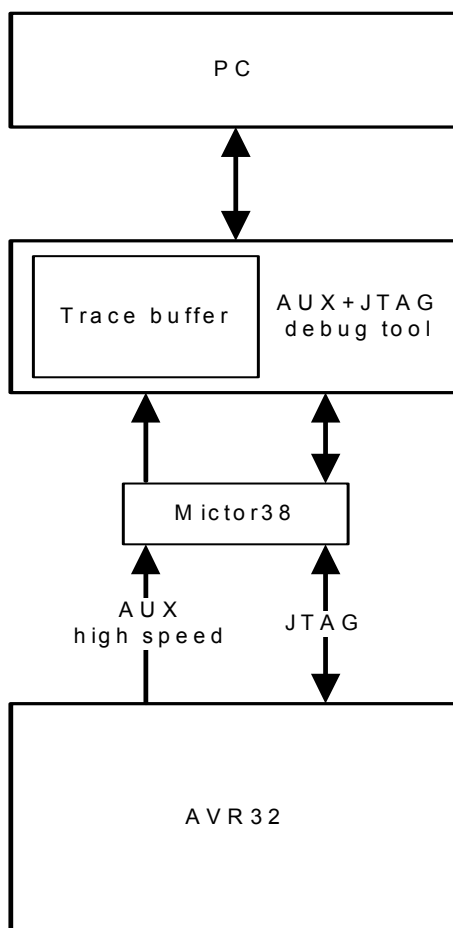 PC
Trace buffer
AUX+JTAG
debug tool
Mictor38
AUX
high speed
JTAG
AVR32